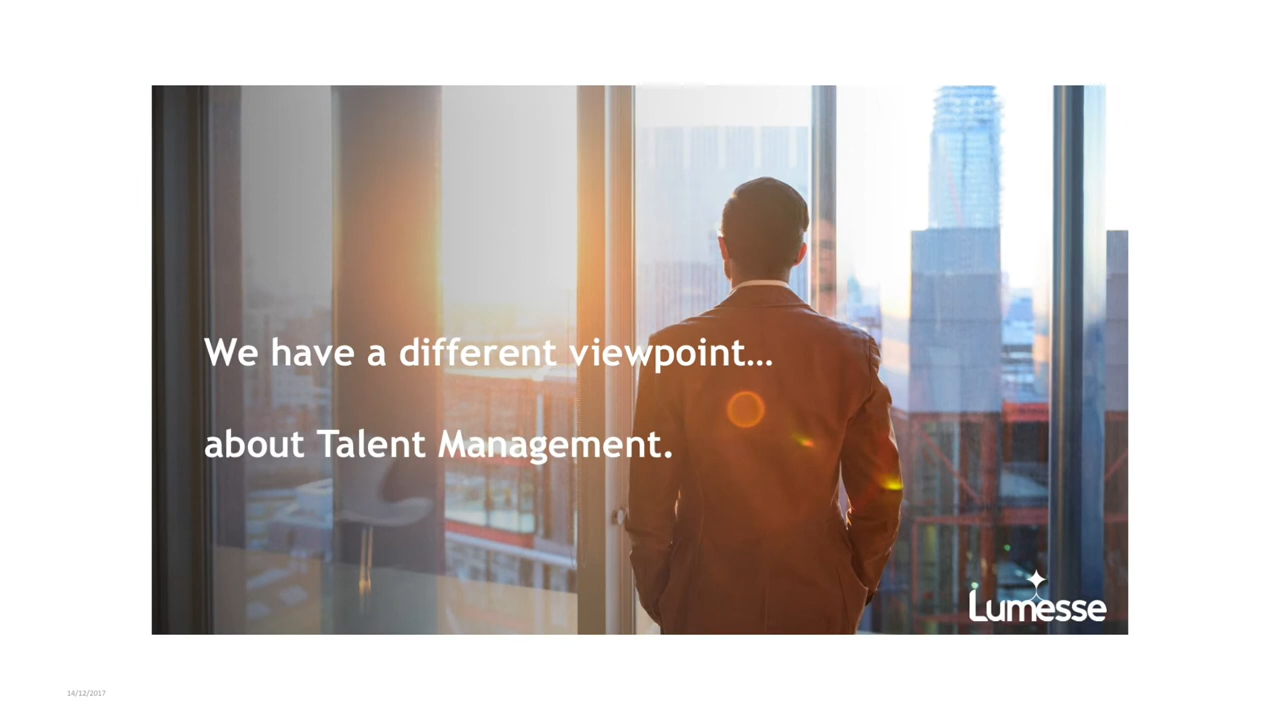 We have a different viewpoint...
about Talent Management.
Lumesse
14/12/2017